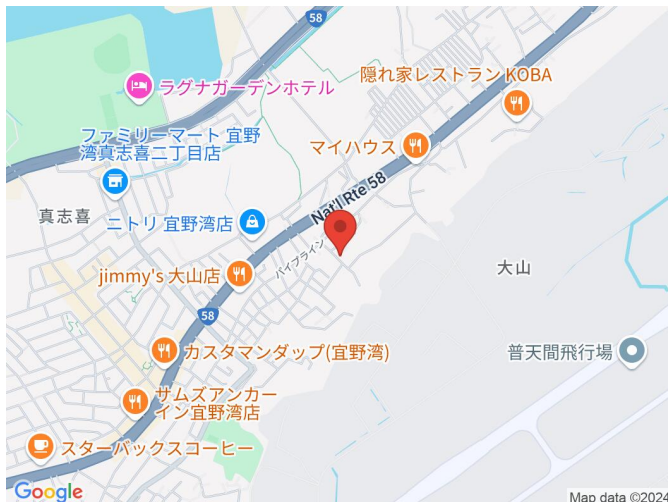 58
ラグナガーデンホテル
隠れ家レストラン KOBA
ファミリーマート 宜野
湾真志喜二丁目店
マイハウス
真志喜
ニトリ 宜野湾店
Nat'l Rte 58
パイプライン
大山
jimmy's 大山店
58
カスタマンダップ(宜野湾)
普天間飛行場
サムズアンカー
イン宜野湾店
スターバックスコーヒー
Google
Map data ©2024